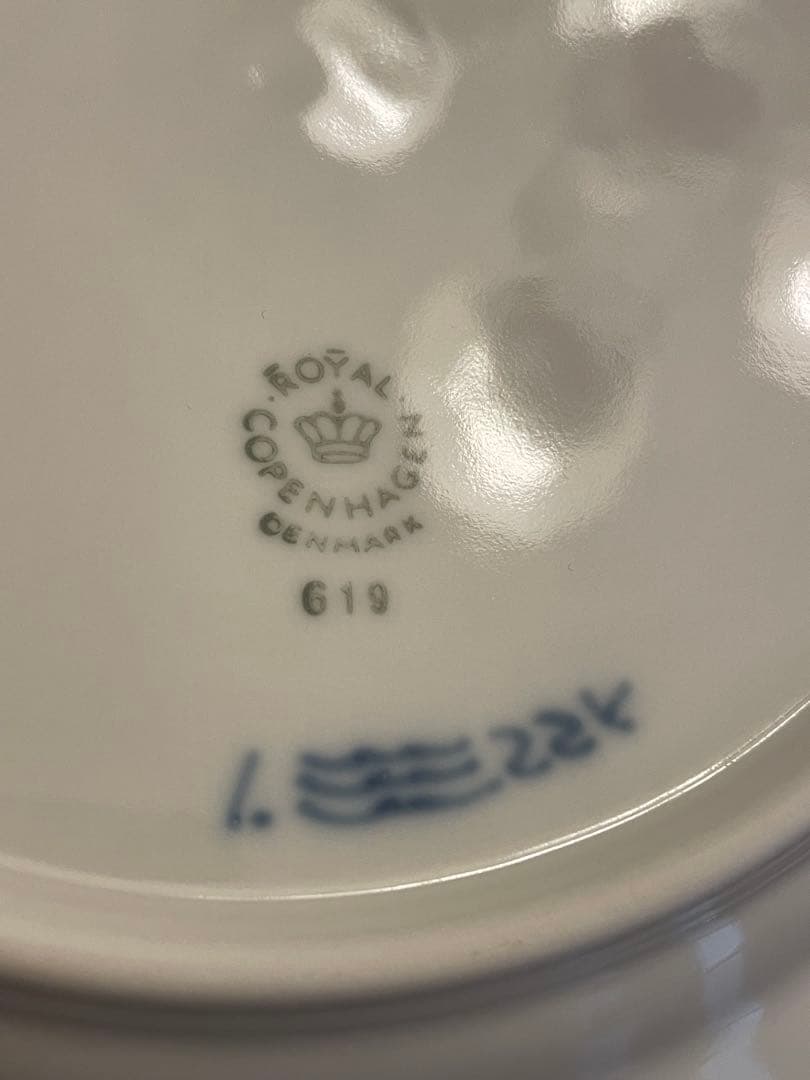 ROYAL
COPENHAGEN
DENMARK
619
1. 22k